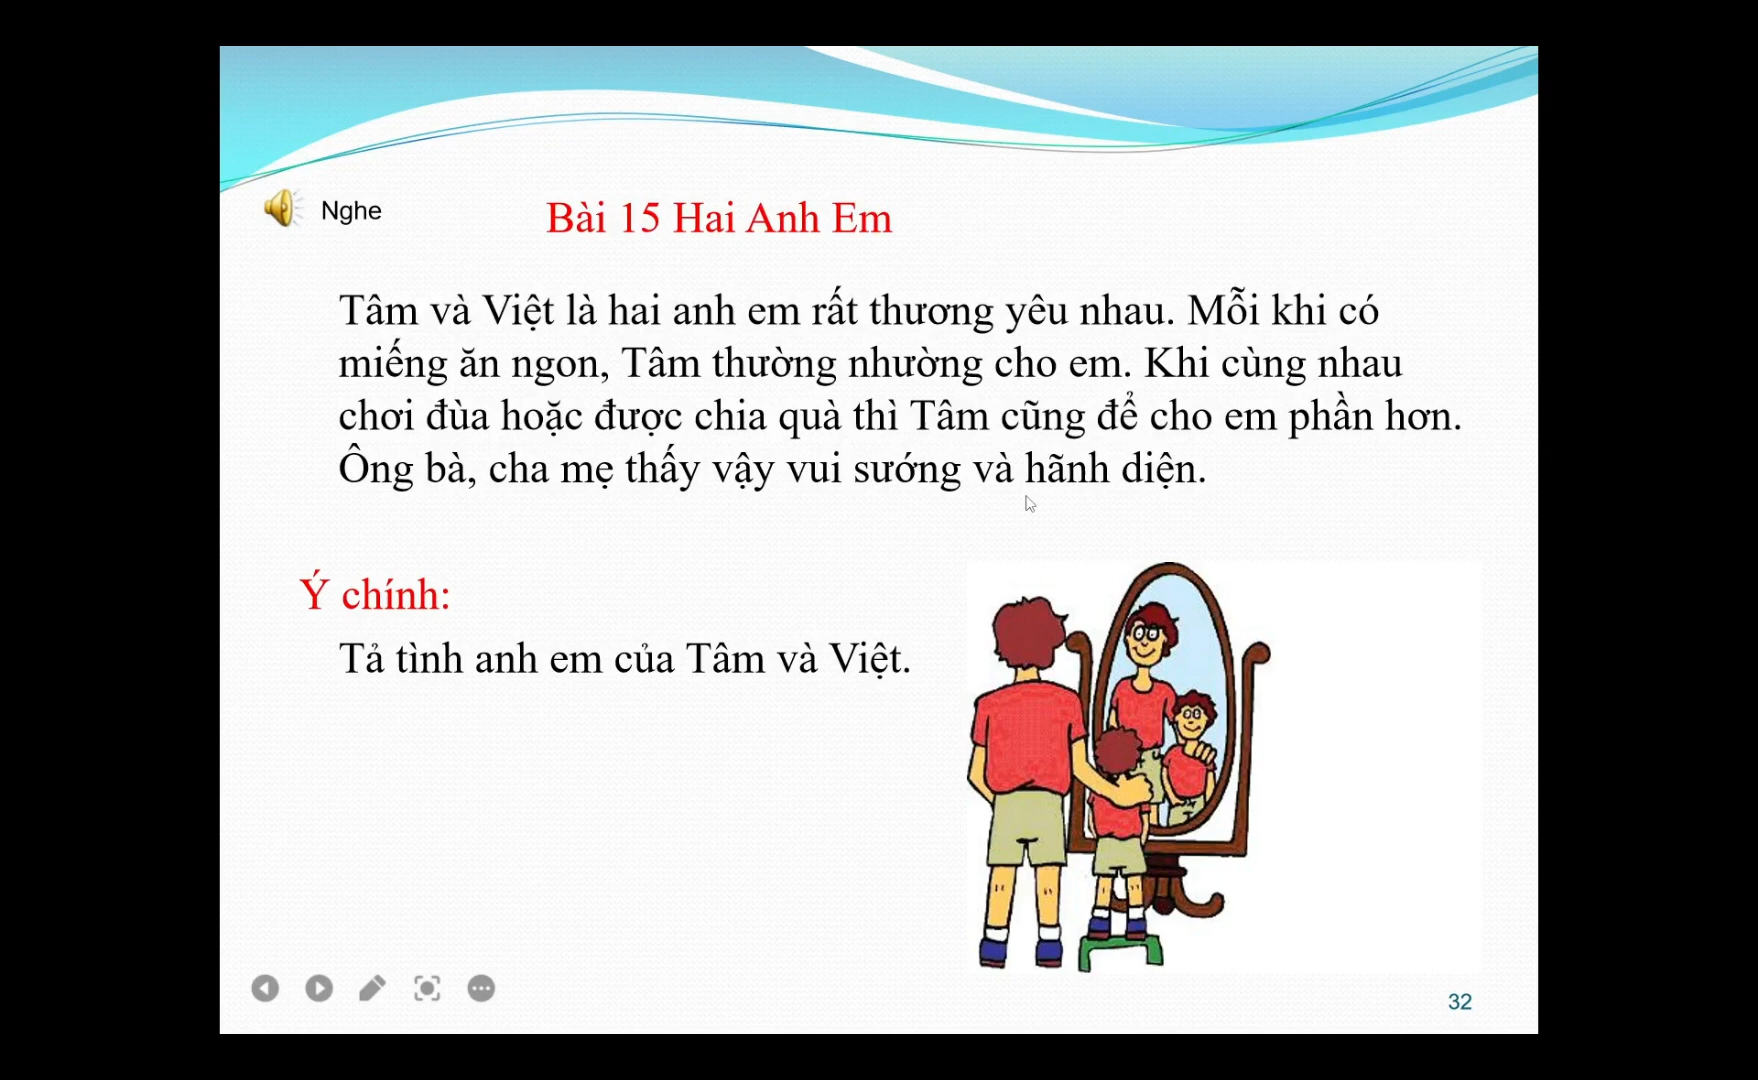 Nghe
Bài 15 Hai Anh Em
Tâm và Việt là hai anh em rất thương yêu nhau. Mỗi khi có
miếng ăn ngon, Tâm thường nhường cho em. Khi cùng nhau
chơi đùa hoặc được chia quà thì Tâm cũng để cho em phần hơn.
Ông bà, cha mẹ thấy vậy vui sướng và hãnh diện.
Ý chính:
Tả tình anh em của Tâm và Việt.
32